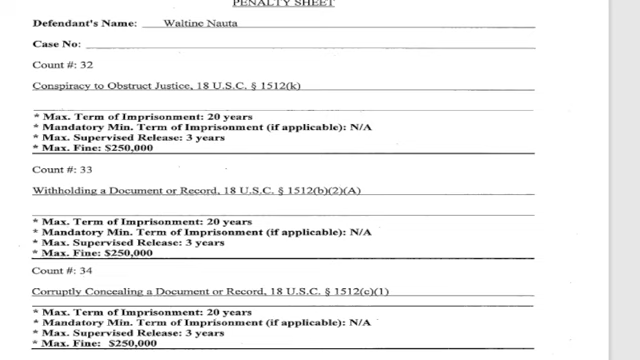 PENALTY SHEET
Defendant's Name: Waltine Nauta
Case No:
Count #: 32
Conspiracy to Obstruct Justice, 18 U.S.C. § 1512(k)
* Max. Term of Imprisonment: 20 years
* Mandatory Min. Term of Imprisonment (if applicable): N/A
* Max. Supervised Release: 3 years
* Max. Fine: $250,000
Count #: 33
Withholding a Document or Record, 18 U.S.C. § 1512(b)(2)(A)
* Max. Term of Imprisonment: 20 years
* Mandatory Min. Term of Imprisonment (if applicable): N/A
* Max. Supervised Release: 3 years
* Max. Fine: $250,000
Count #: 34
Corruptly Concealing a Document or Record, 18 U.S.C. § 1512(c)(1)
* Max. Term of Imprisonment: 20 years
* Mandatory Min. Term of Imprisonment (if applicable): N/A
* Max. Supervised Release: 3 years
* Max. Fine: $250,000